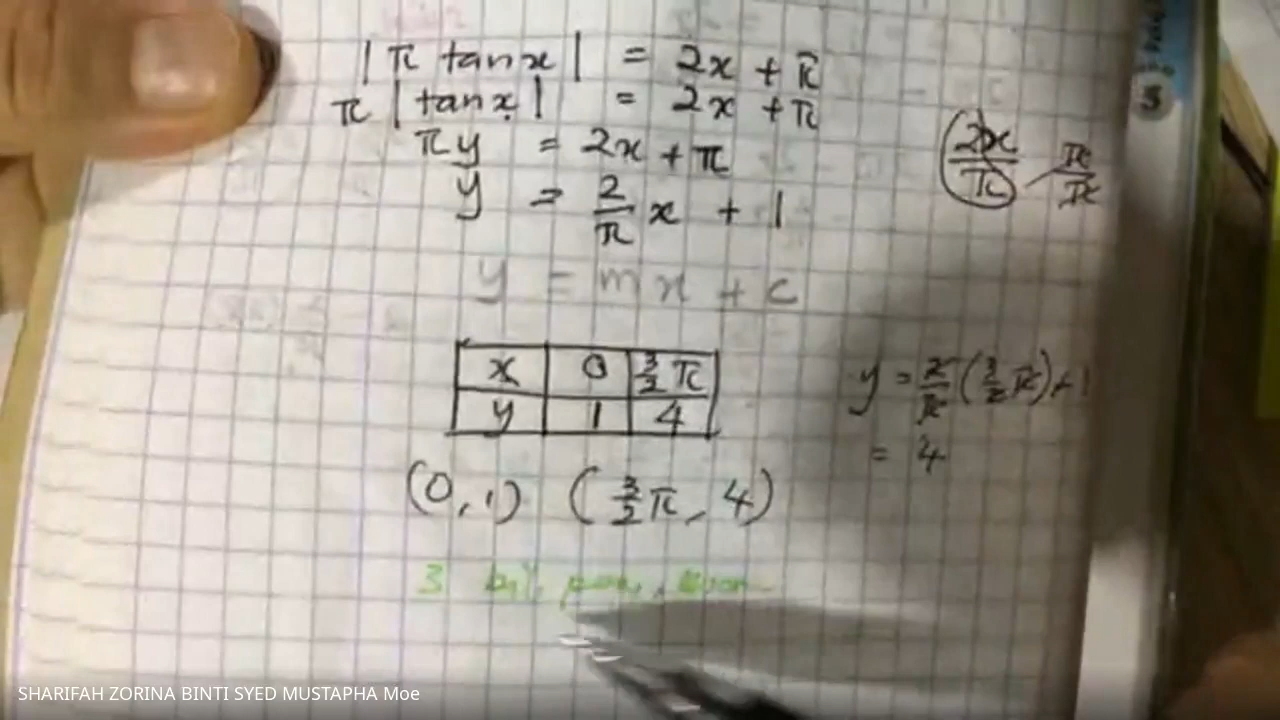 |π tan x| = 2x + π
π |tan x| = 2x + π
πy = 2x + π
y = 2/π x + 1
2x/π π/π
y = mx + c
x 0 3/2 π
y 1 4
y = 2/π (3/2 π) + 1
= 4
(0, 1) (3/2 π, 4)
3
SHARIFAH ZORINA BINTI SYED MUSTAPHA Moe